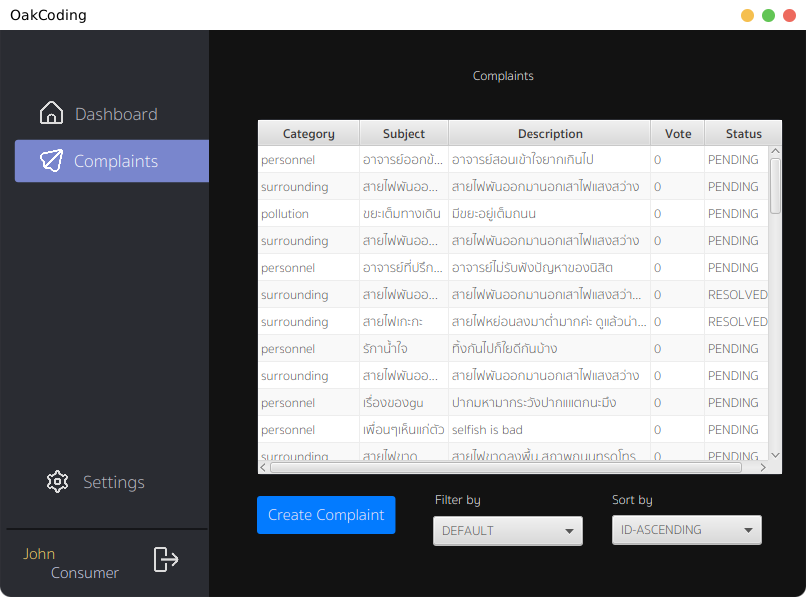 OakCoding
Dashboard
Complaints
Settings
John
Consumer
Complaints
Category Subject Description Vote Status
personnel อาจารย์ออกข้... อาจารย์สอนเข้าใจยากเกินไป 0 PENDING
surrounding สายไฟพันออ... สายไฟพันออกมานอกเสาไฟแสงสว่าง 0 PENDING
pollution ขยะเต็มทางเดิน มีขยะอยู่เต็มถนน 0 PENDING
surrounding สายไฟพันออ... สายไฟพันออกมานอกเสาไฟแสงสว่าง 0 PENDING
personnel อาจารย์ที่ปรึก... อาจารย์ไม่รับฟังปัญหาของนิสิต 0 PENDING
surrounding สายไฟพันออ... สายไฟพันออกมานอกเสาไฟแสงสว่า... 0 RESOLVED
surrounding สายไฟเกะกะ สายไฟหย่อนลงมาต่ำมากค่ะ ดูแล้วน่า... 0 RESOLVED
personnel รักาน้ำใจ ทิ้งกันไปก็ใยดีกันบ้าง 0 PENDING
surrounding สายไฟพันออ... สายไฟพันออกมานอกเสาไฟแสงสว่าง 0 PENDING
personnel เรื่องของgu ปากมหามากระวังปากแแตกนะมึง 0 PENDING
personnel เพื่อนๆเห็นแก่ตัว selfish is bad 0 PENDING
surrounding สายไฟขาด สายไฟขาดลงพื้น สภาพถนนทรุดโทร 0 PENDING
Create Complaint
Filter by
DEFAULT
Sort by
ID-ASCENDING